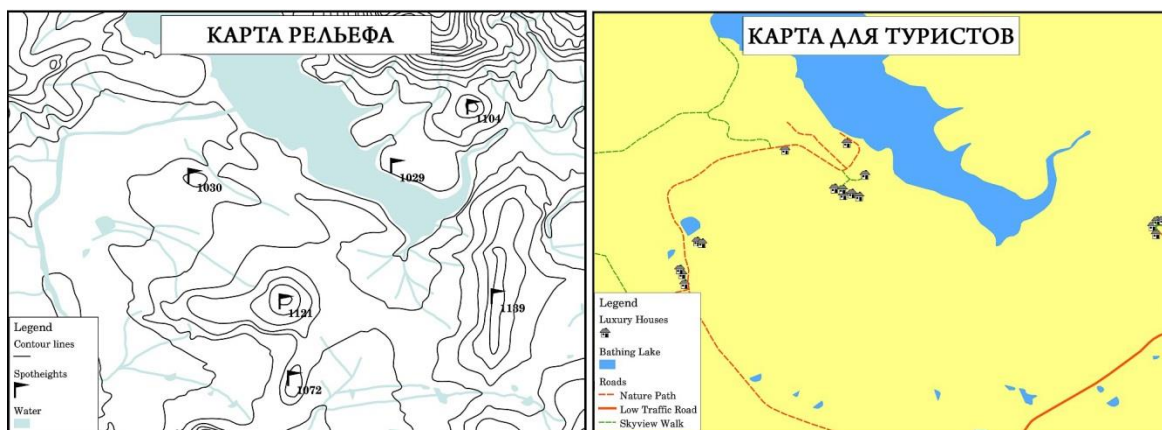 КАРТА РЕЛЬЕФА
1104
1029
1030
1139
1121
1072
Legend
Contour lines
Spotheights
Water
КАРТА ДЛЯ ТУРИСТОВ
Legend
Luxury Houses
Bathing Lake
Roads
Nature Path
Low Traffic Road
Skyview Walk